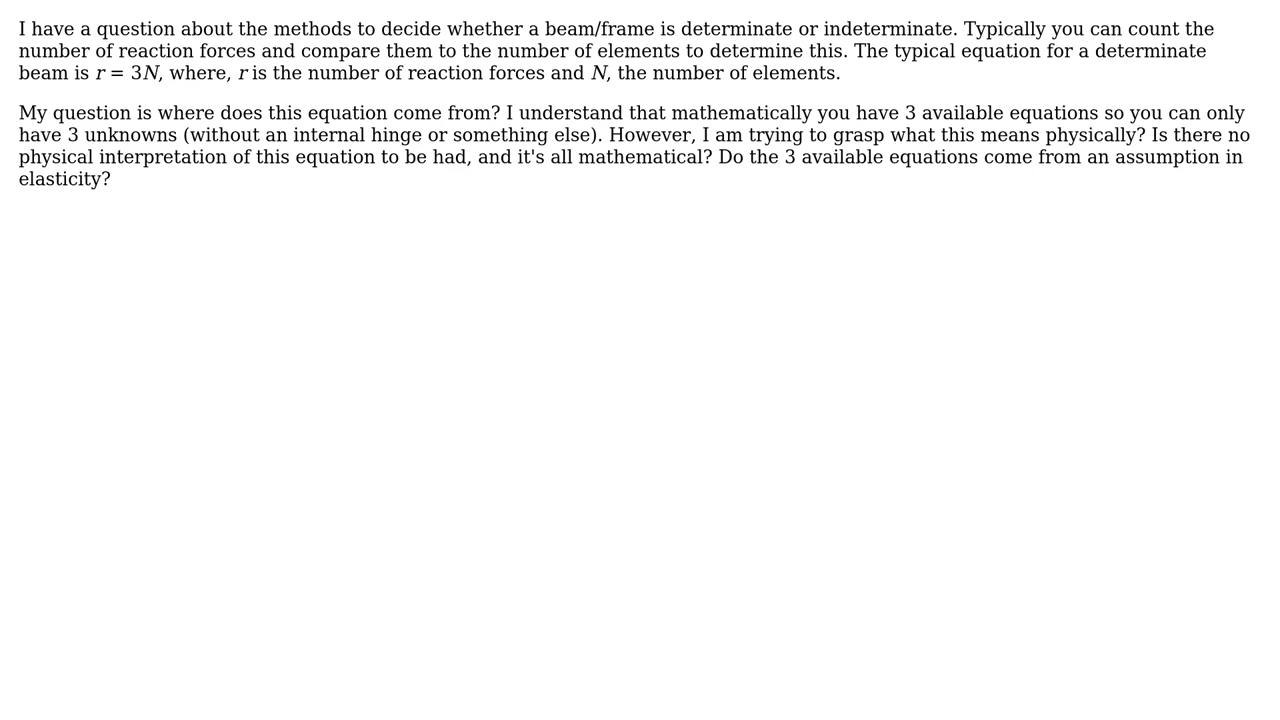 I have a question about the methods to decide whether a beam/frame is determinate or indeterminate. Typically you can count the
number of reaction forces and compare them to the number of elements to determine this. The typical equation for a determinate
beam is r = 3N, where, r is the number of reaction forces and N, the number of elements.
My question is where does this equation come from? I understand that mathematically you have 3 available equations so you can only
have 3 unknowns (without an internal hinge or something else). However, I am trying to grasp what this means physically? Is there no
physical interpretation of this equation to be had, and it's all mathematical? Do the 3 available equations come from an assumption in
elasticity?